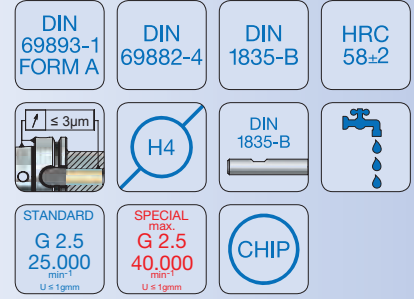 DIN
69893-1
FORM A
DIN
69882-4
DIN
1835-B
HRC
58±2
↗ ≤ 3µm
H4
DIN
1835-B
STANDARD
G 2.5
25.000
min-1
U ≤ 1gmm
SPECIAL
max.
G 2.5
40.000
min-1
U ≤ 1gmm
CHIP